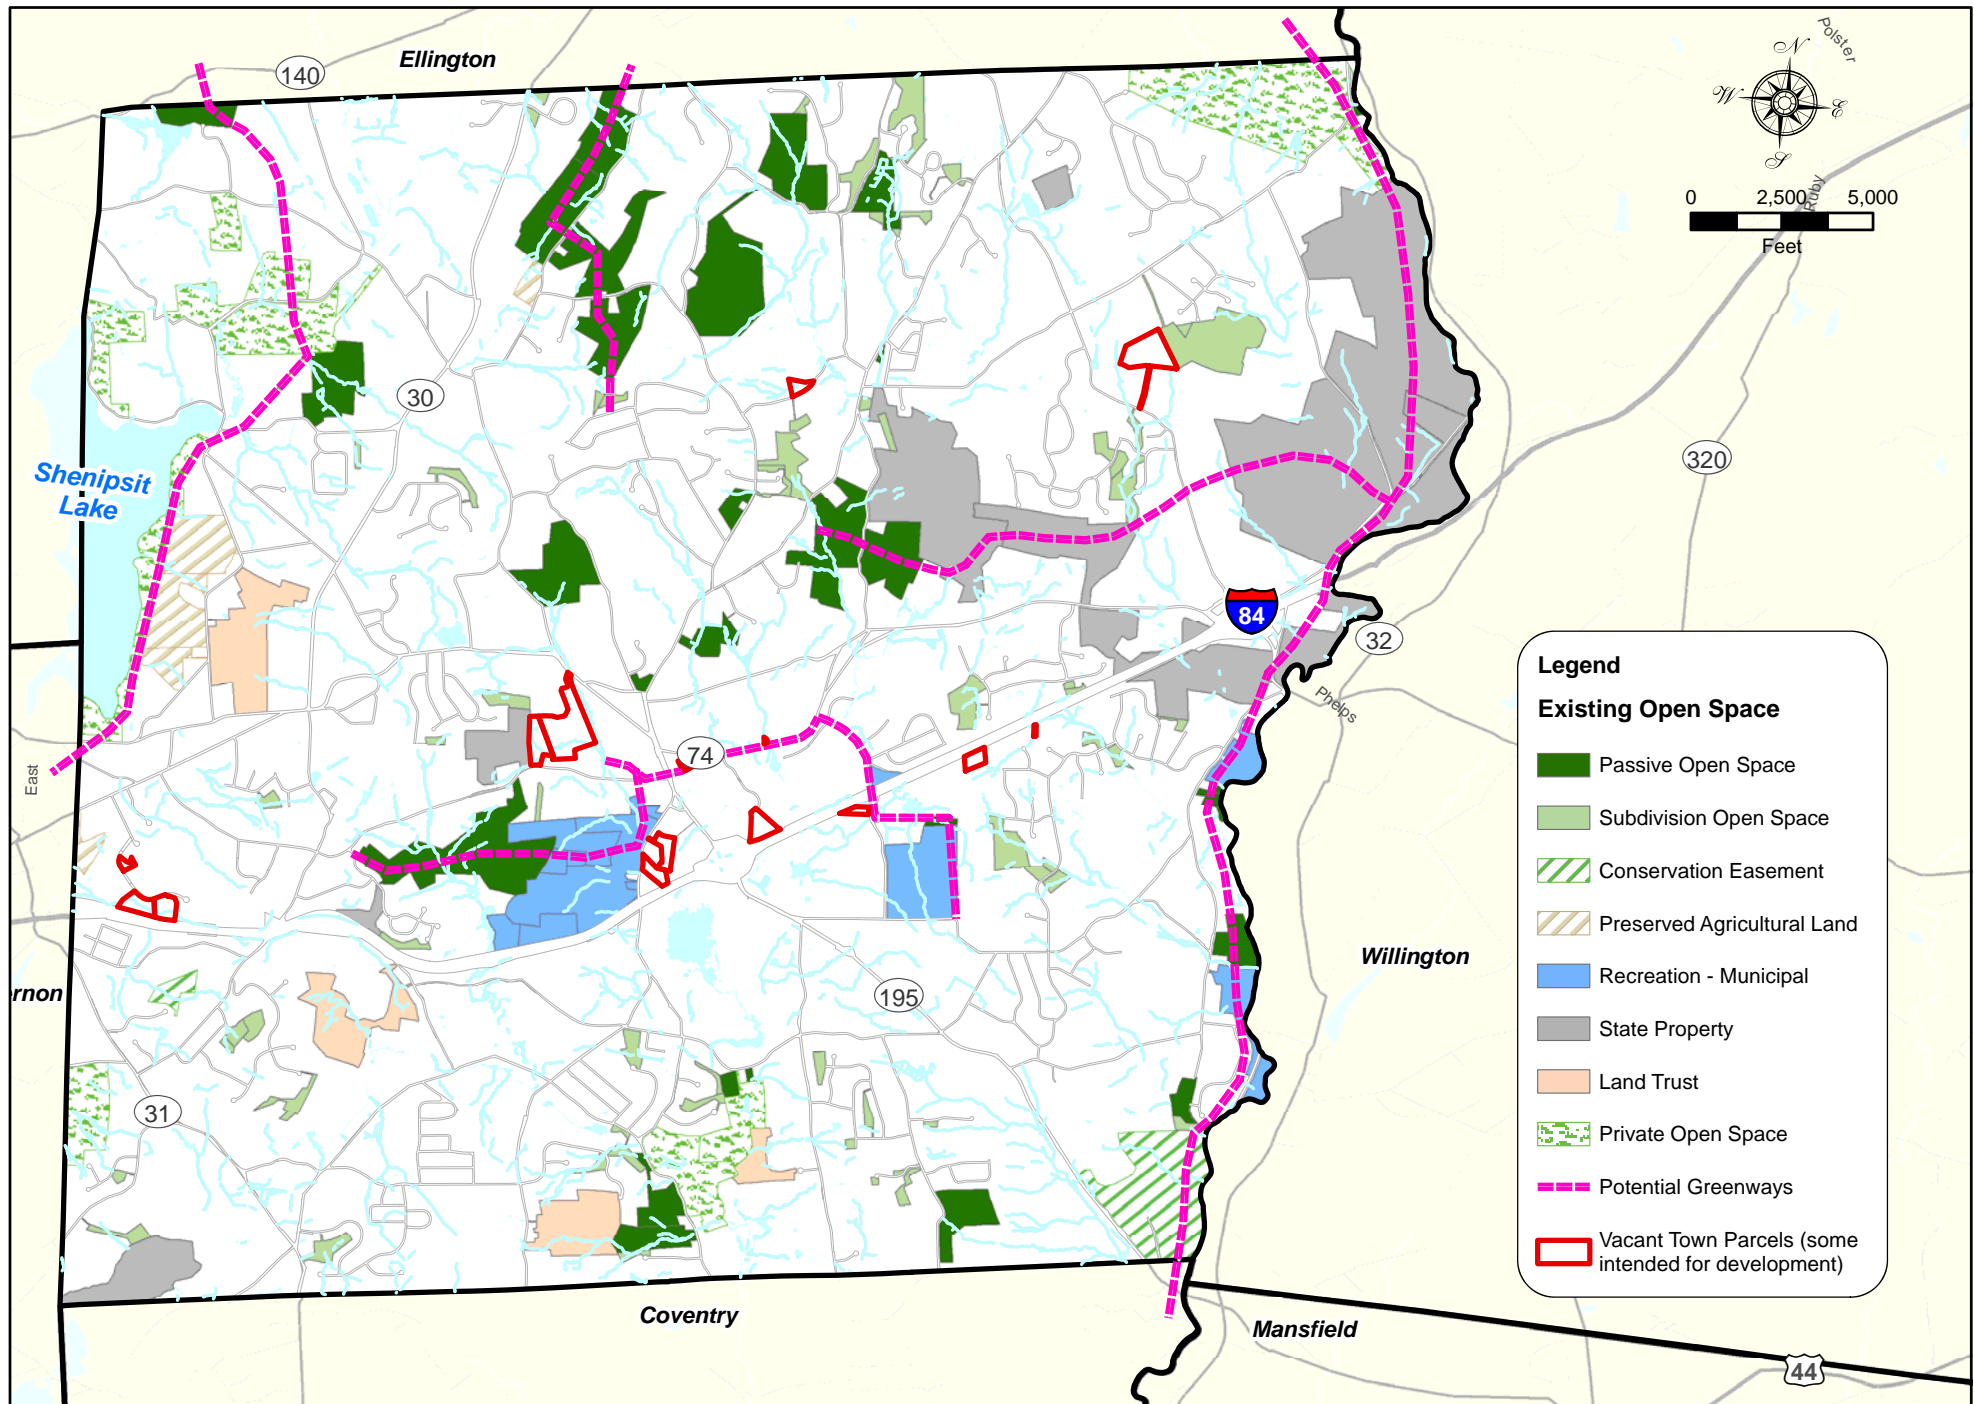 Ellington
140
Polster
N
W
E
S
0 2,500 5,000
Feet
Ruby
30
Shenipsit
Lake
320
84
32
Phelps
74
East
Willington
195
ernon
31
Coventry
Mansfield
44
Legend
Existing Open Space
Passive Open Space
Subdivision Open Space
Conservation Easement
Preserved Agricultural Land
Recreation - Municipal
State Property
Land Trust
Private Open Space
Potential Greenways
Vacant Town Parcels (some
intended for development)